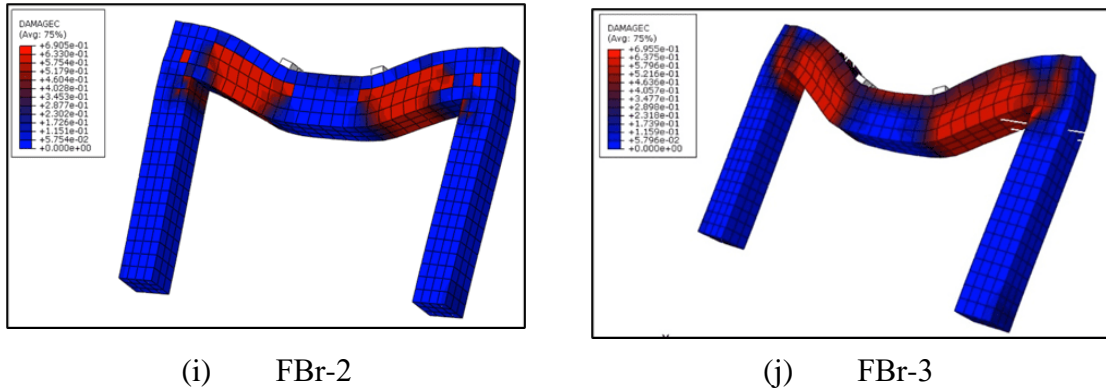 DAMAGEC
(Avg: 75%)
+6.905e-01
+6.330e-01
+5.754e-01
+5.179e-01
+4.604e-01
+4.028e-01
+3.453e-01
+2.877e-01
+2.302e-01
+1.726e-01
+1.151e-01
+5.754e-02
+0.000e+00
DAMAGEC
(Avg: 75%)
+6.955e-01
+6.375e-01
+5.796e-01
+5.216e-01
+4.636e-01
+4.057e-01
+3.477e-01
+2.898e-01
+2.318e-01
+1.739e-01
+1.159e-01
+5.796e-02
+0.000e+00
(i) FBr-2
(j) FBr-3